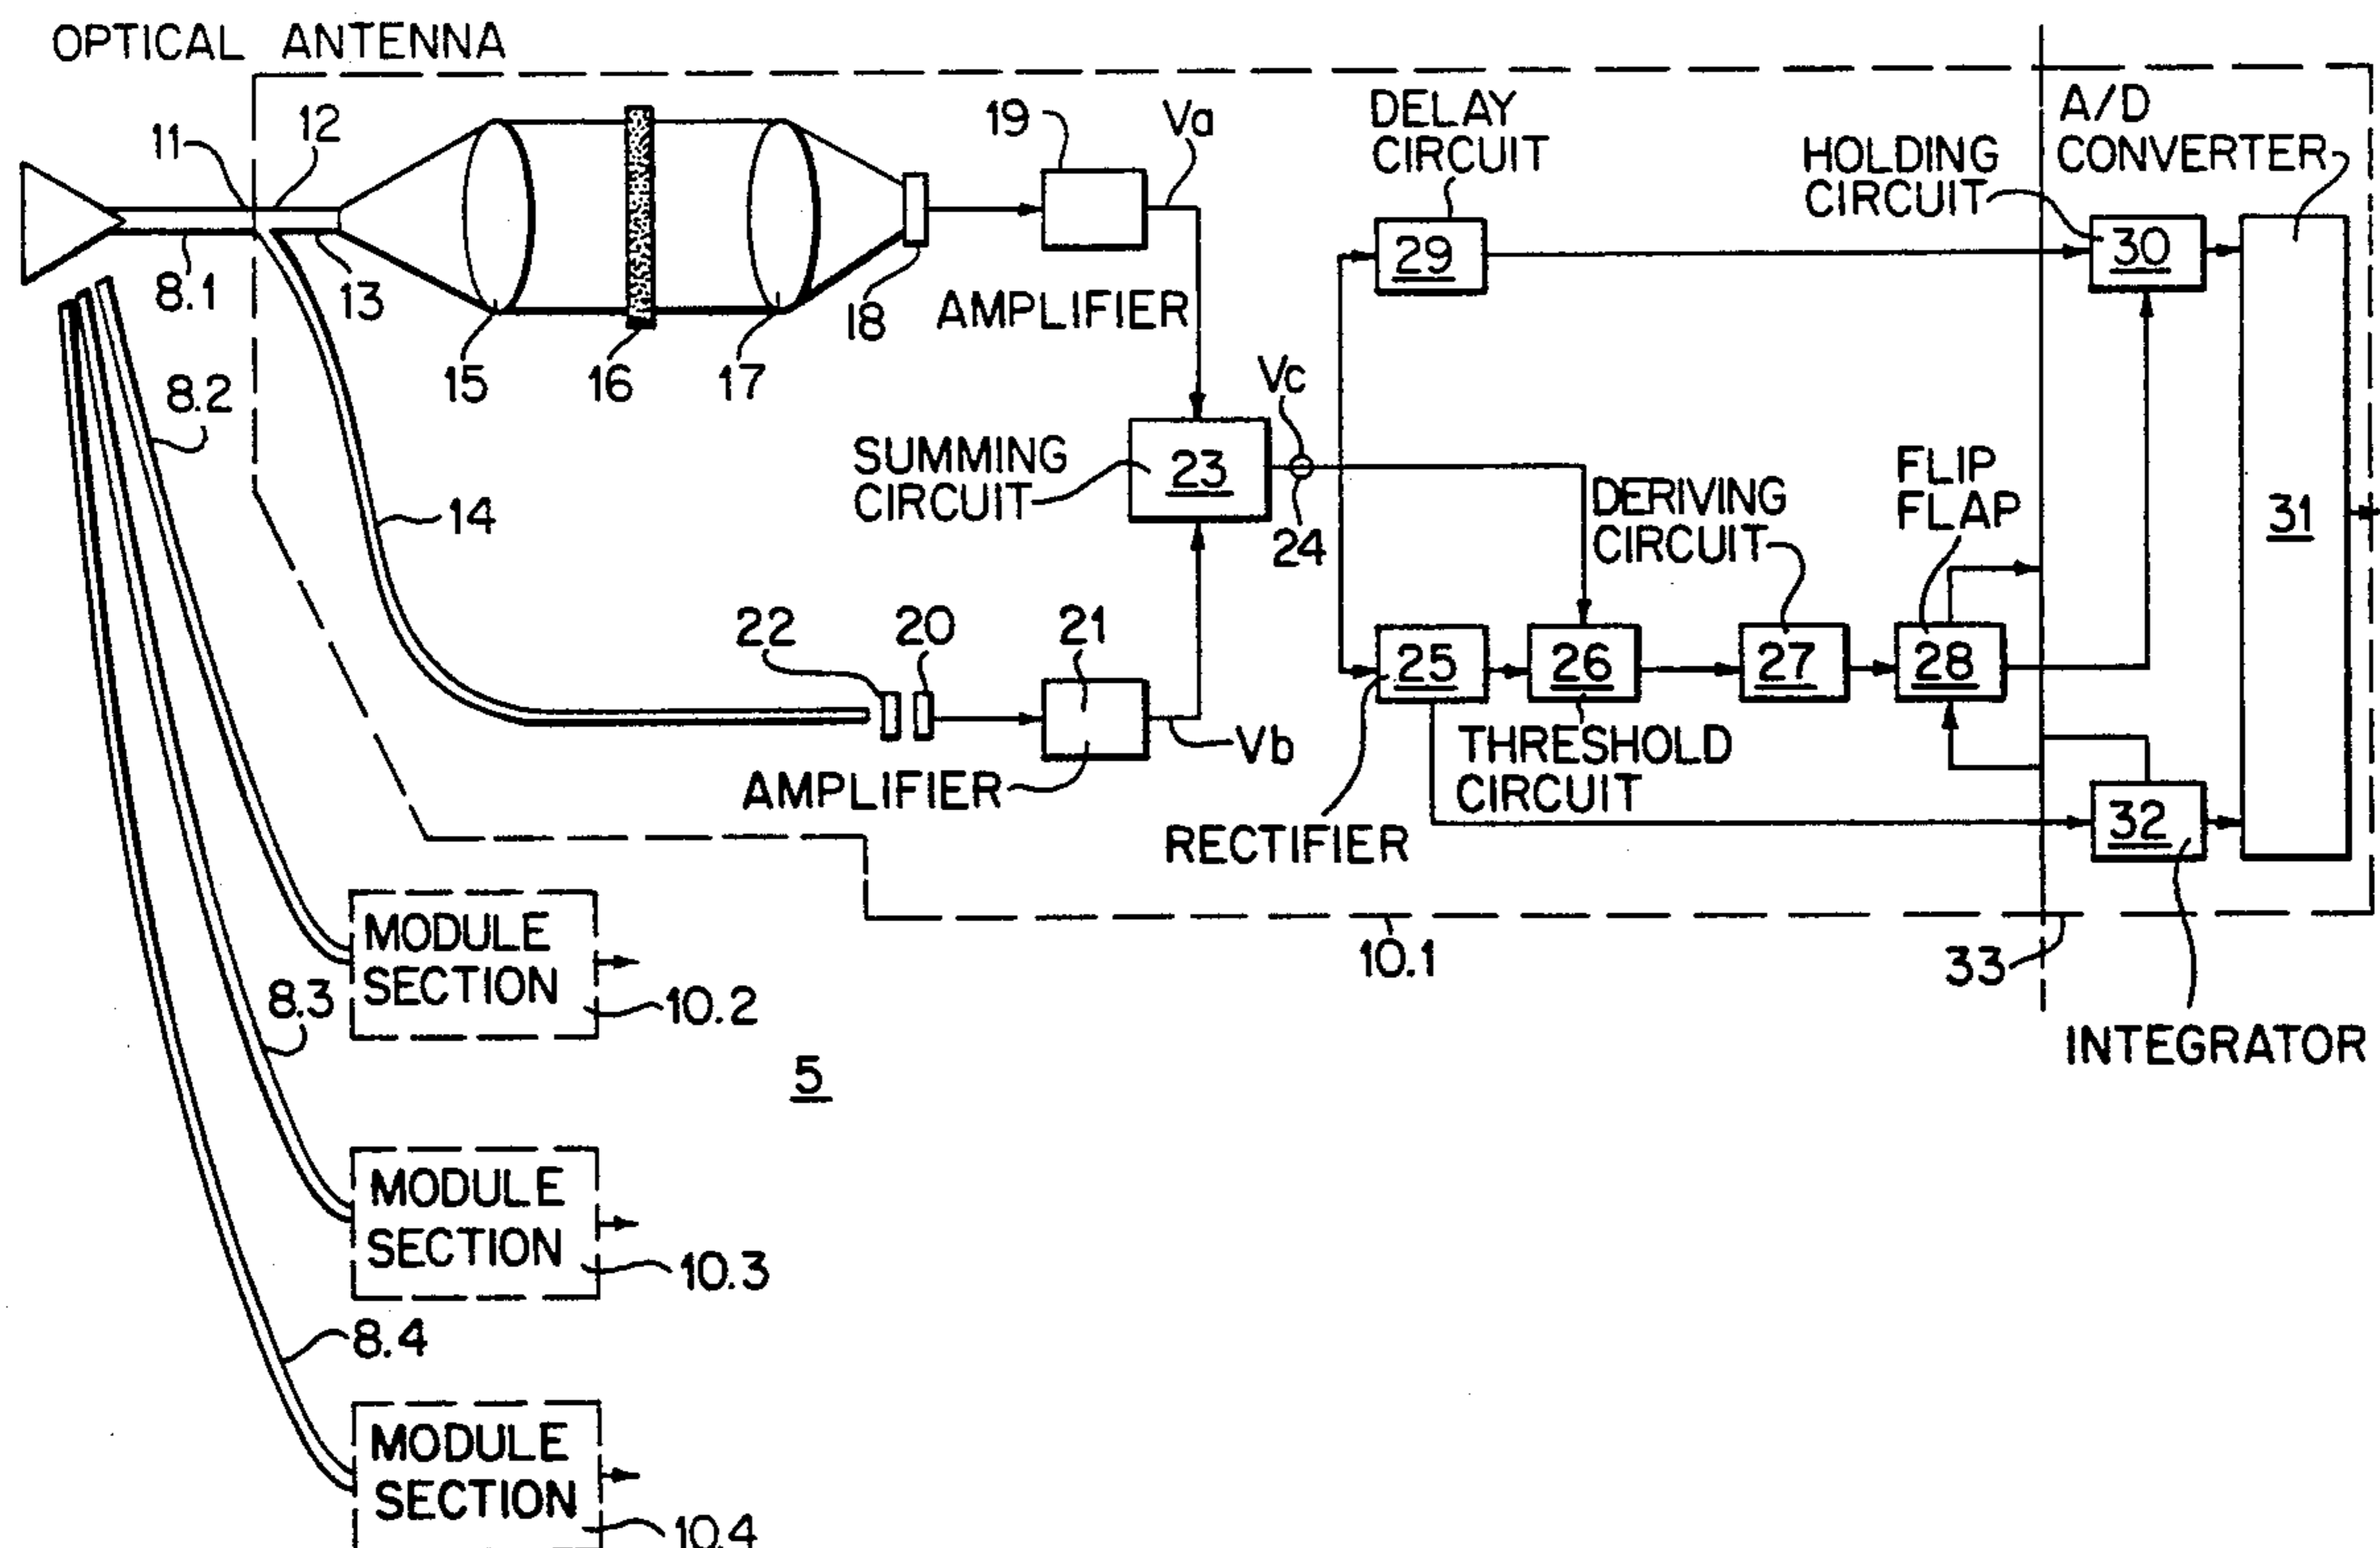 OPTICAL ANTENNA
11
12
8.1
13
15
16
17
18
19
Va
AMPLIFIER
DELAY
CIRCUIT
29
HOLDING
CIRCUIT
30
A/D
CONVERTER
31
8.2
14
SUMMING
CIRCUIT
23
Vc
24
DERIVING
CIRCUIT
FLIP
FLAP
22
20
21
Vb
AMPLIFIER
25
26
27
28
RECTIFIER
THRESHOLD
CIRCUIT
32
INTEGRATOR
33
10.1
MODULE
SECTION
10.2
8.3
5
MODULE
SECTION
10.3
8.4
MODULE
SECTION
10.4